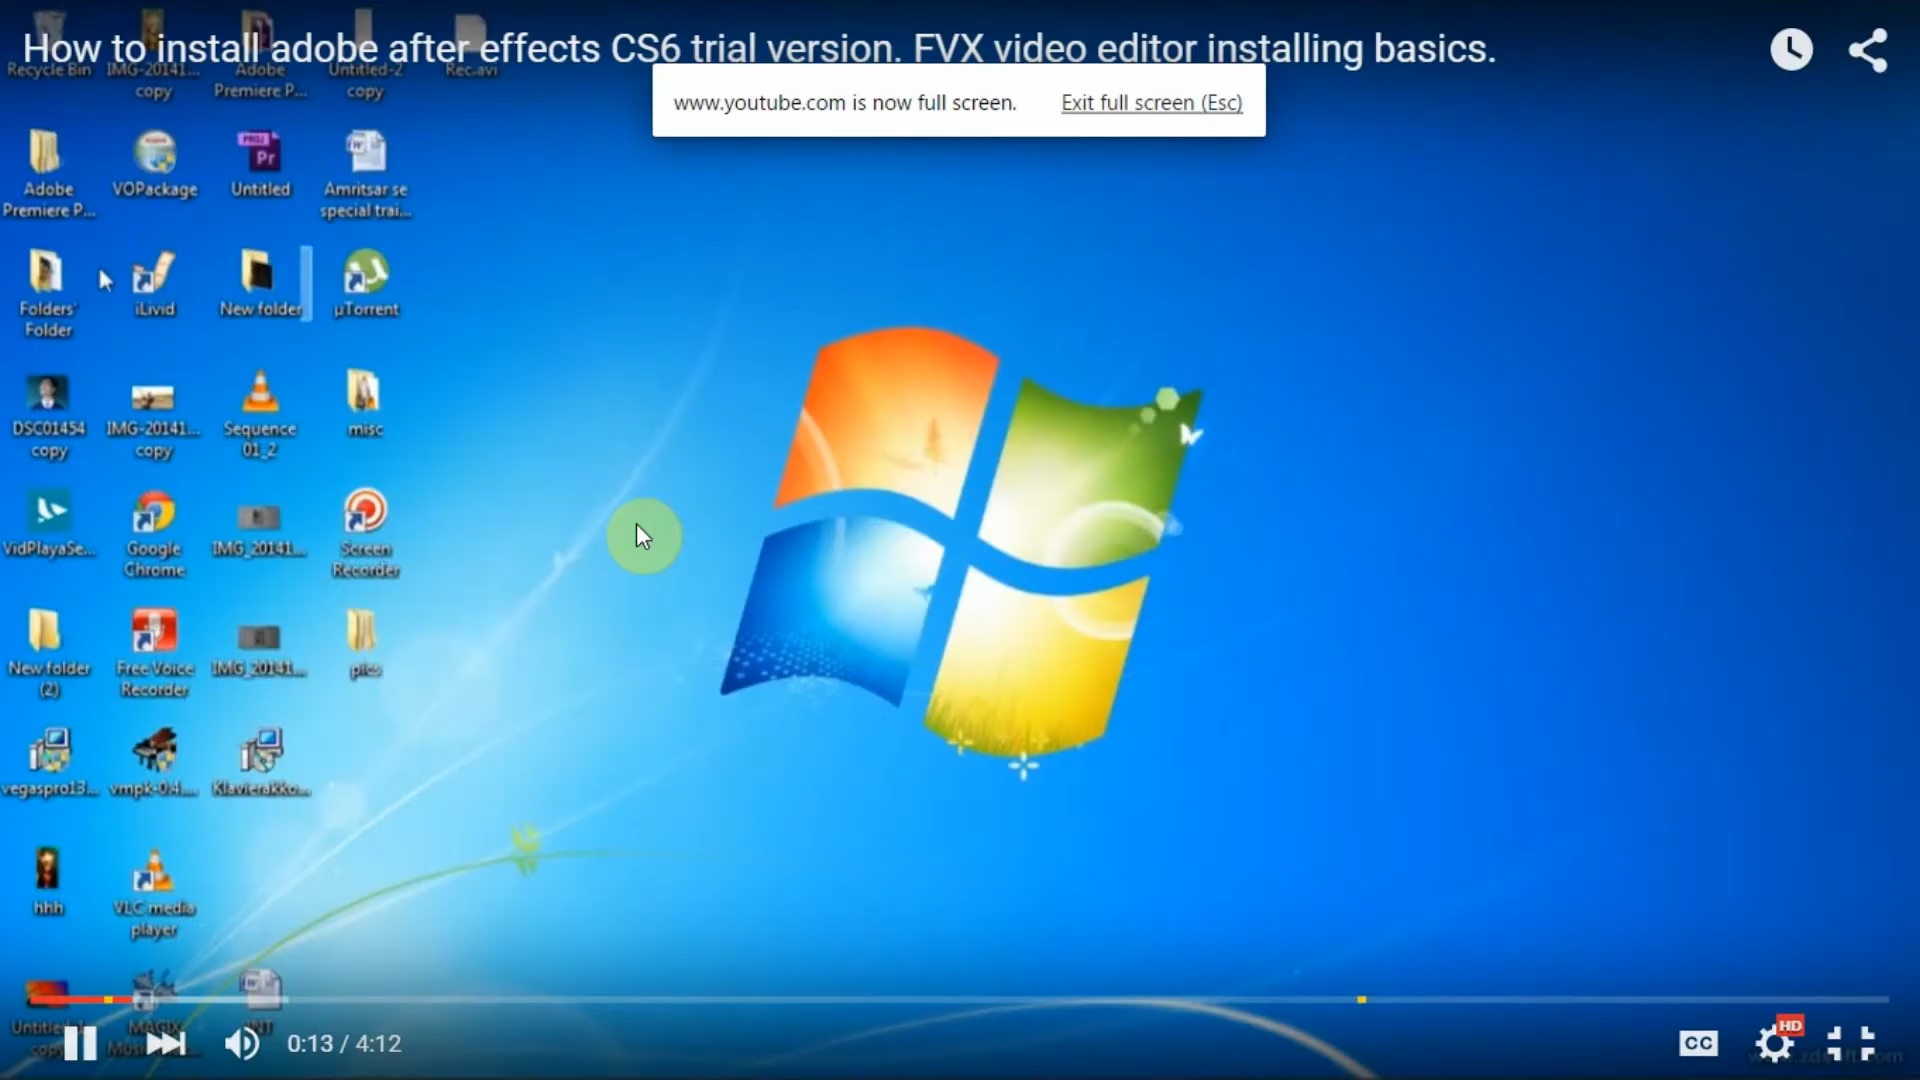 How to install adobe after effects CS6 trial version. FVX video editor installing basics.
www.youtube.com is now full screen. Exit full screen (Esc)
Recycle Bin
IMG-20141... copy
Adobe Premiere P...
Untitled-2 copy
Rec.avi
Adobe
Premiere P...
VOPackage
PROJ
Pr
Untitled
Amritsar se
special trai...
Folders'
Folder
iLivid
New folder
µTorrent
DSC01454
copy
IMG-20141...
copy
Sequence
01_2
misc
VidPlayaSe...
Google
Chrome
IMG_20141...
Screen
Recorder
New folder
(2)
Free Voice
Recorder
IMG_20141...
pics
vegaspro13...
vmpk-0.4....
Klavierakko...
hhh
VLC media
player
MAGIX
0:13 / 4:12
CC
HD